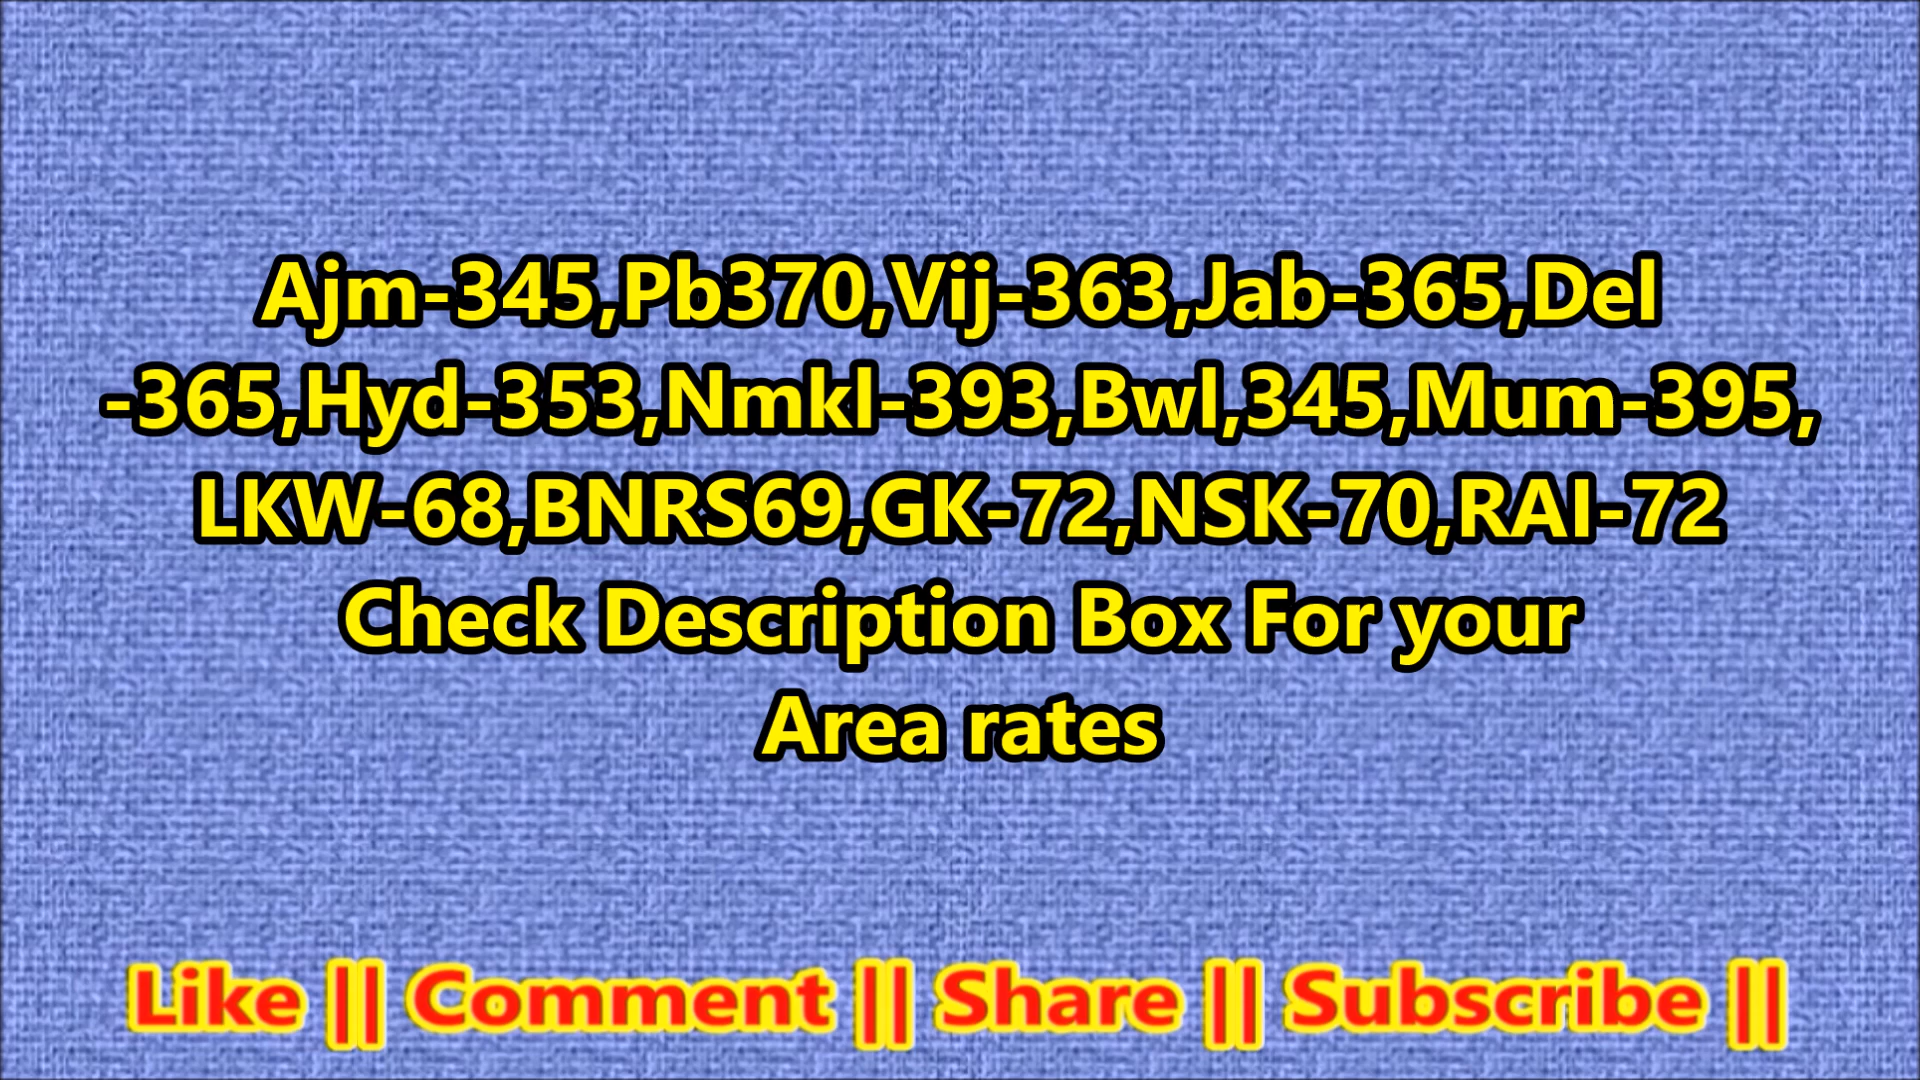 Ajm-345,Pb370,Vij-363,Jab-365,Del
-365,Hyd-353,Nmkl-393,Bwl,345,Mum-395,
LKW-68,BNRS69,GK-72,NSK-70,RAI-72
Check Description Box For your
Area rates
Like || Comment || Share || Subscribe ||